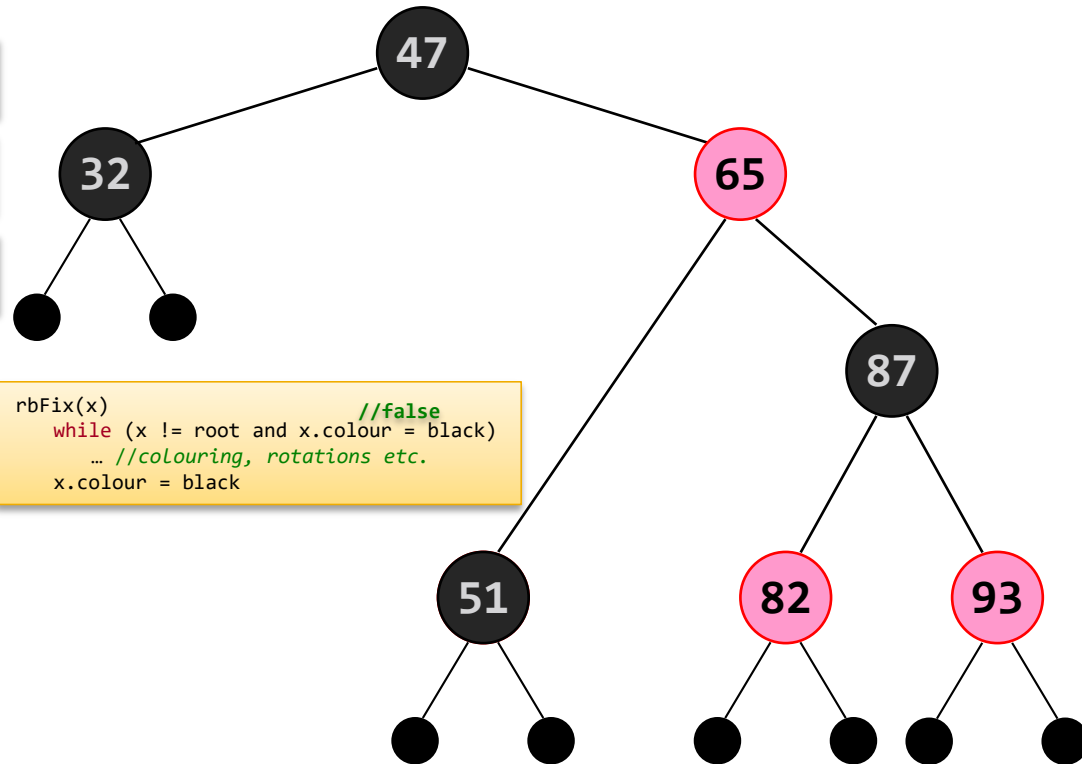 47
32
65
87
rbFix(x)
//false
while (x != root and x.colour = black)
… //colouring, rotations etc.
x.colour = black
51
82
93